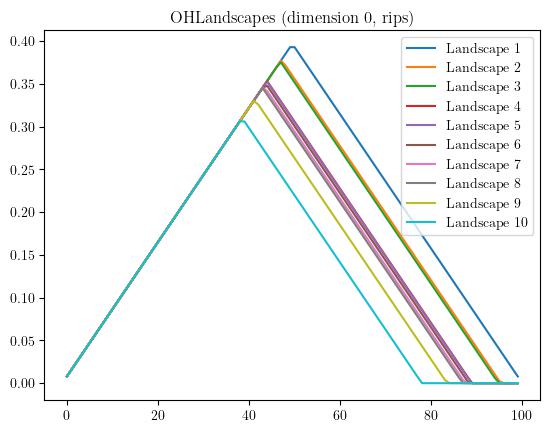 OHLandscapes (dimension 0, rips)
0.40
0.35
0.30
0.25
0.20
0.15
0.10
0.05
0.00
0 20 40 60 80 100
Landscape 1
Landscape 2
Landscape 3
Landscape 4
Landscape 5
Landscape 6
Landscape 7
Landscape 8
Landscape 9
Landscape 10